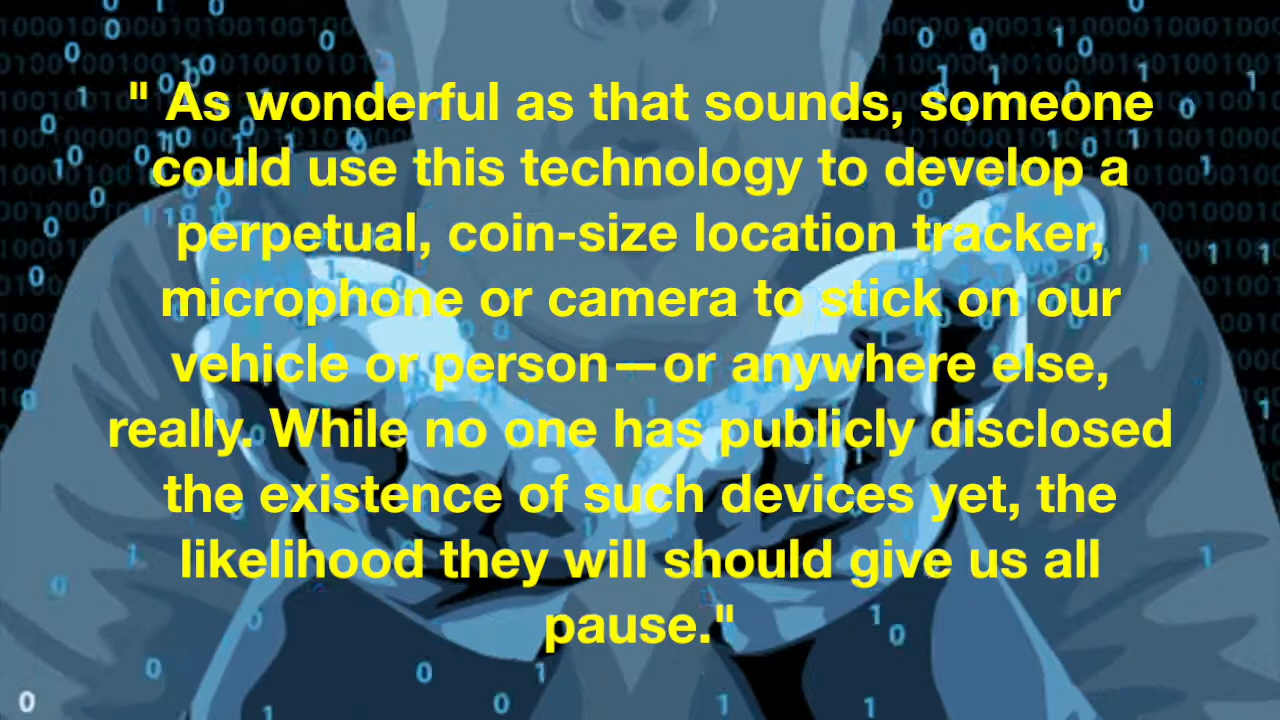 " As wonderful as that sounds, someone
could use this technology to develop a
perpetual, coin-size location tracker,
microphone or camera to stick on our
vehicle or person—or anywhere else,
really. While no one has publicly disclosed
the existence of such devices yet, the
likelihood they will should give us all
pause."